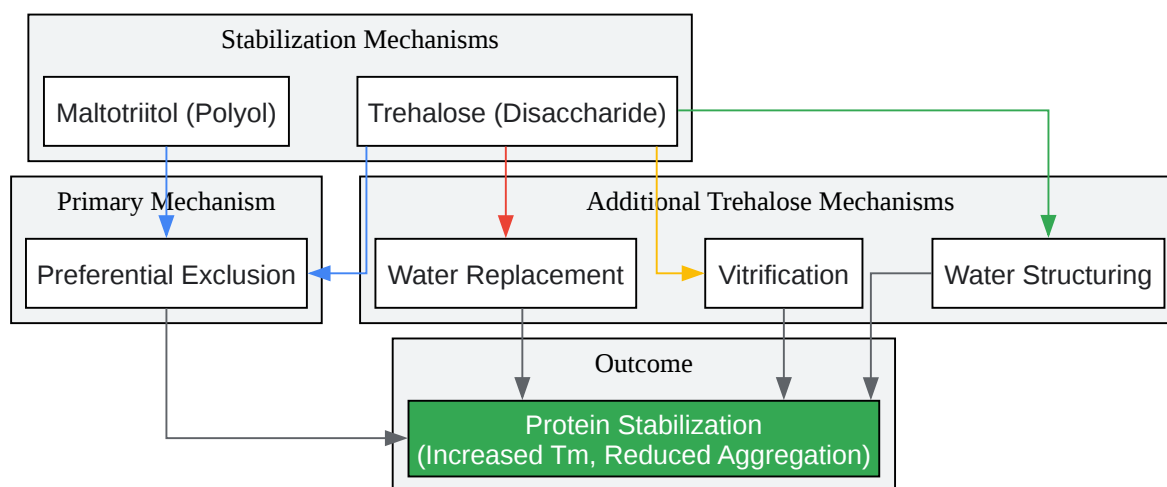 Stabilization Mechanisms
Maltotriitol (Polyol)
Trehalose (Disaccharide)
Primary Mechanism
Additional Trehalose Mechanisms
Preferential Exclusion
Water Replacement
Vitrification
Water Structuring
Outcome
Protein Stabilization
(Increased Tm, Reduced Aggregation)